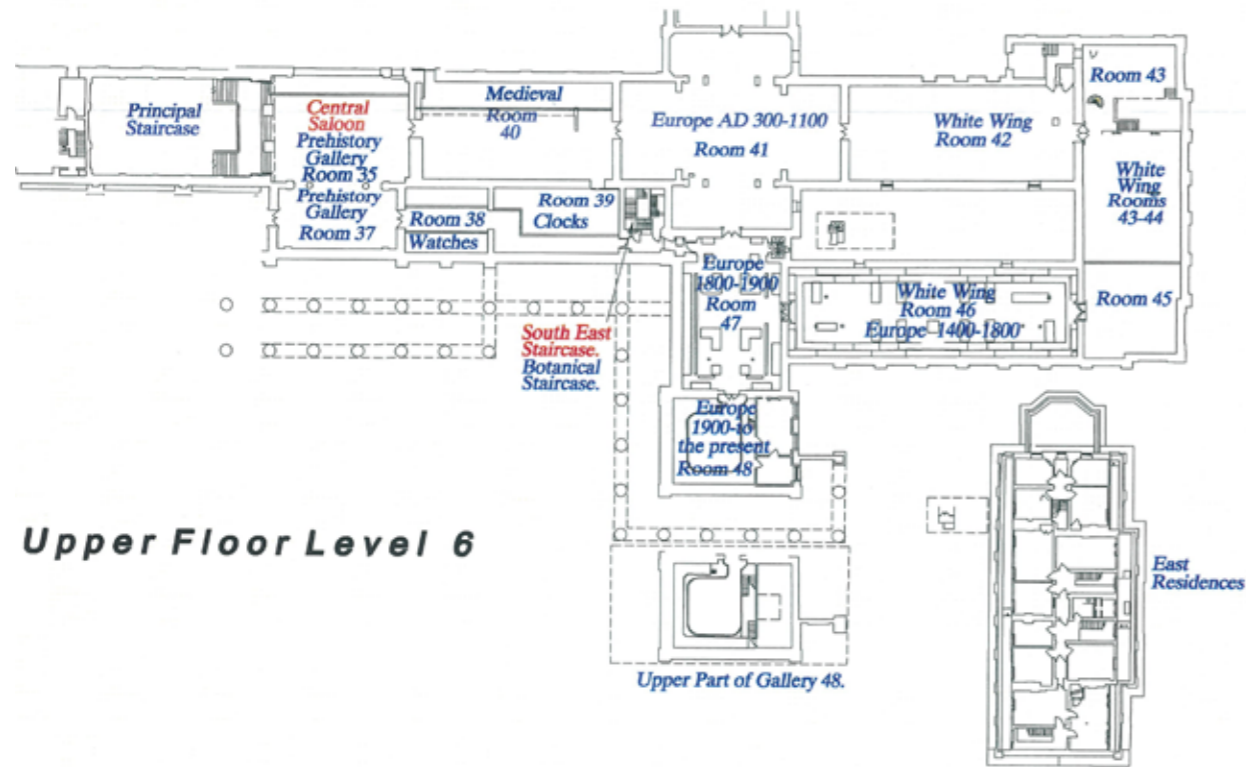 Principal
Staircase
Central
Saloon
Prehistory
Gallery
Room 35
Prehistory
Gallery
Room 37
Medieval
Room
40
Room 38
Watches
Room 39
Clocks
Europe AD 300-1100
Room 41
White Wing
Room 42
Room 43
White
Wing
Rooms
43-44
Room 45
Europe
1800-1900
Room
47
White Wing
Room 46
Europe 1400-1800
South East
Staircase.
Botanical
Staircase.
Europe
1900-to
the present
Room 48
Upper Floor Level 6
East
Residences
Upper Part of Gallery 48.